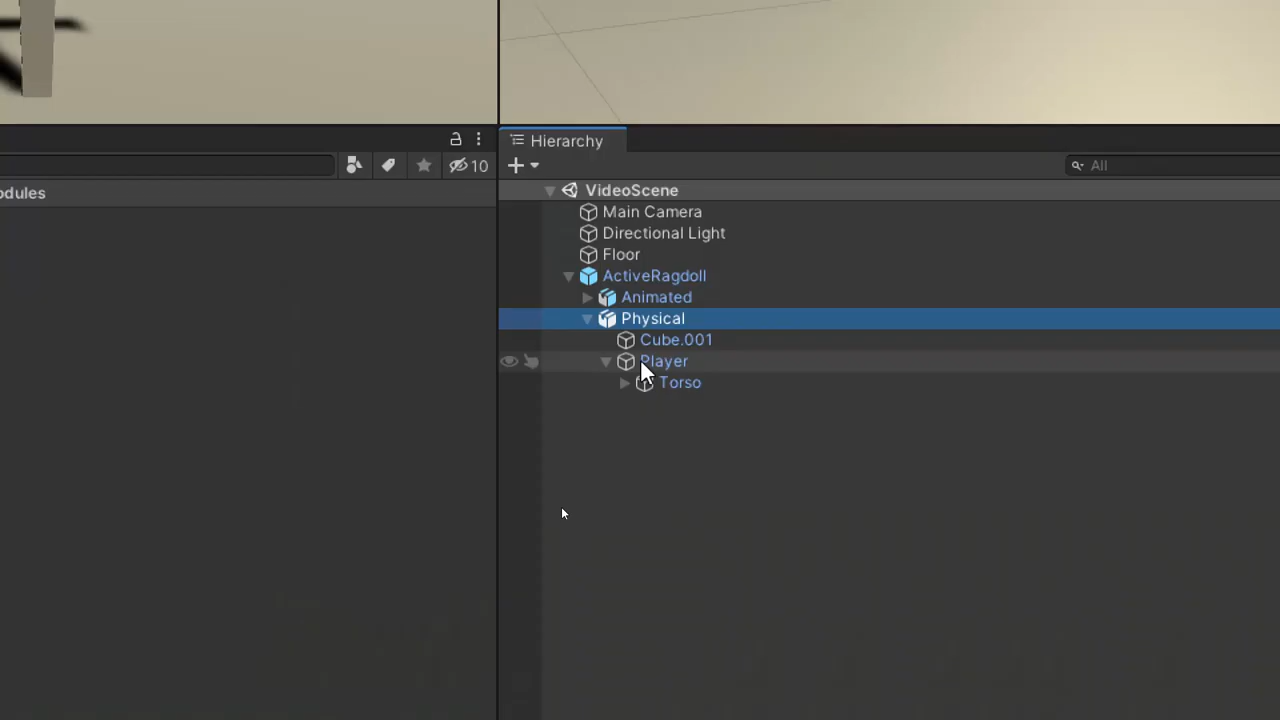 Hierarchy
10
All
odules
VideoScene
Main Camera
Directional Light
Floor
ActiveRagdoll
Animated
Physical
Cube.001
Player
Torso